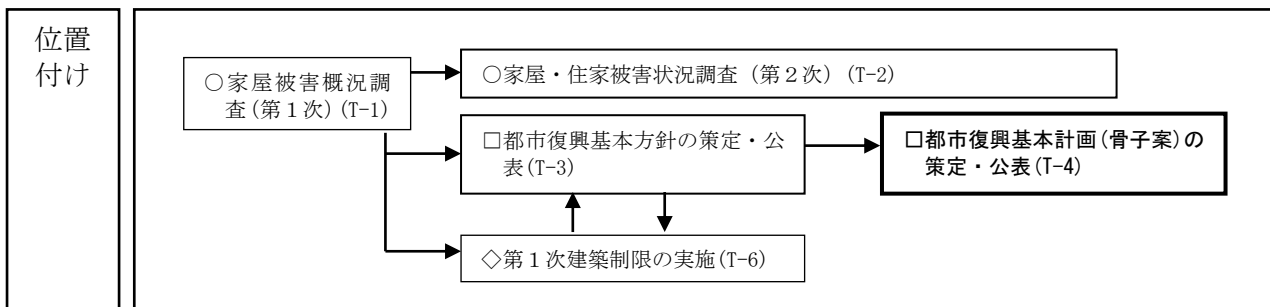 位置
付け
○家屋被害概況調
査(第１次)(T-1)
○家屋・住家被害状況調査（第２次）(T-2)
□都市復興基本方針の策定・公
表(T-3)
□都市復興基本計画(骨子案)の
策定・公表(T-4)
◇第１次建築制限の実施(T-6)